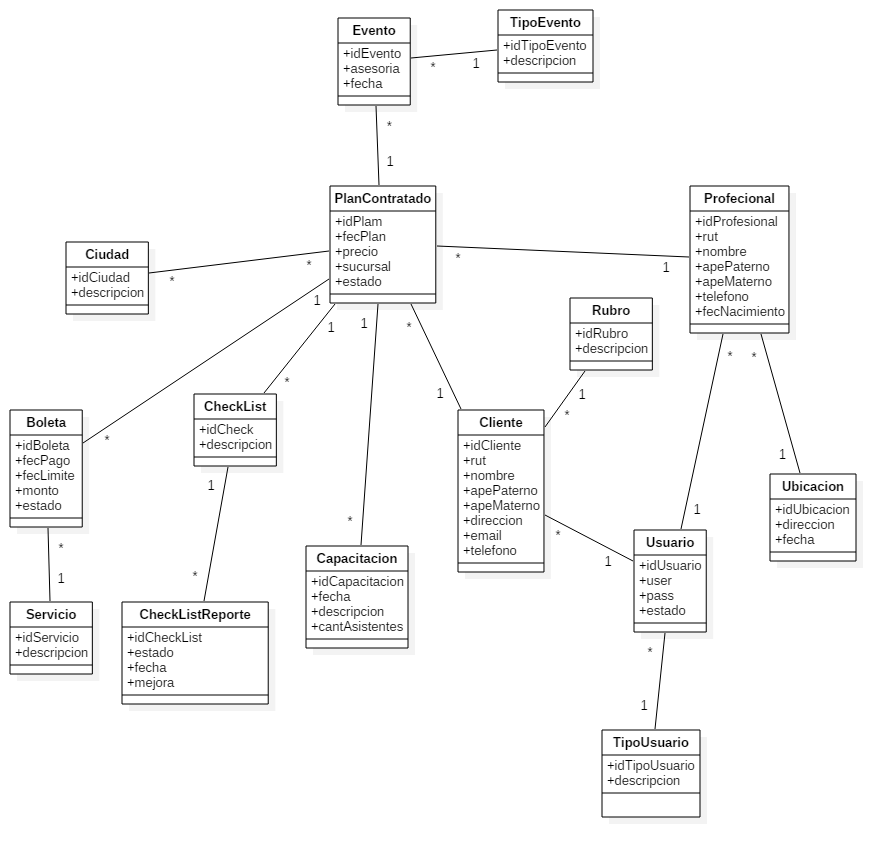 TipoEvento
+idTipoEvento
+descripcion
Evento
+idEvento
+asesoria
+fecha
*
1
*
1
PlanContratado
+idPlam
+fecPlan
+precio
+sucursal
+estado
Profecional
+idProfesional
+rut
+nombre
+apePaterno
+apeMaterno
+telefono
+fecNacimiento
Ciudad
+idCiudad
+descripcion
*
*
*
1
Rubro
+idRubro
+descripcion
1
1
1
*
*
*
1
*
1
*
*
CheckList
+idCheck
+descripcion
Boleta
+idBoleta
+fecPago
+fecLimite
+monto
+estado
*
Cliente
+idCliente
+rut
+nombre
+apePaterno
+apeMaterno
+direccion
+email
+telefono
1
Ubicacion
+idUbicacion
+direccion
+fecha
1
*
1
*
1
Usuario
+idUsuario
+user
+pass
+estado
*
1
*
Capacitacion
+idCapacitacion
+fecha
+descripcion
+cantAsistentes
Servicio
+idServicio
+descripcion
CheckListReporte
+idCheckList
+estado
+fecha
+mejora
*
1
TipoUsuario
+idTipoUsuario
+descripcion